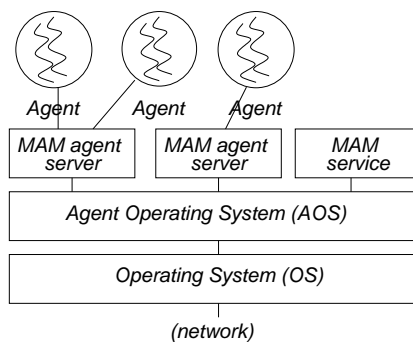 Agent Agent Agent
MAM agent server
MAM agent server
MAM service
Agent Operating System (AOS)
Operating System (OS)
(network)